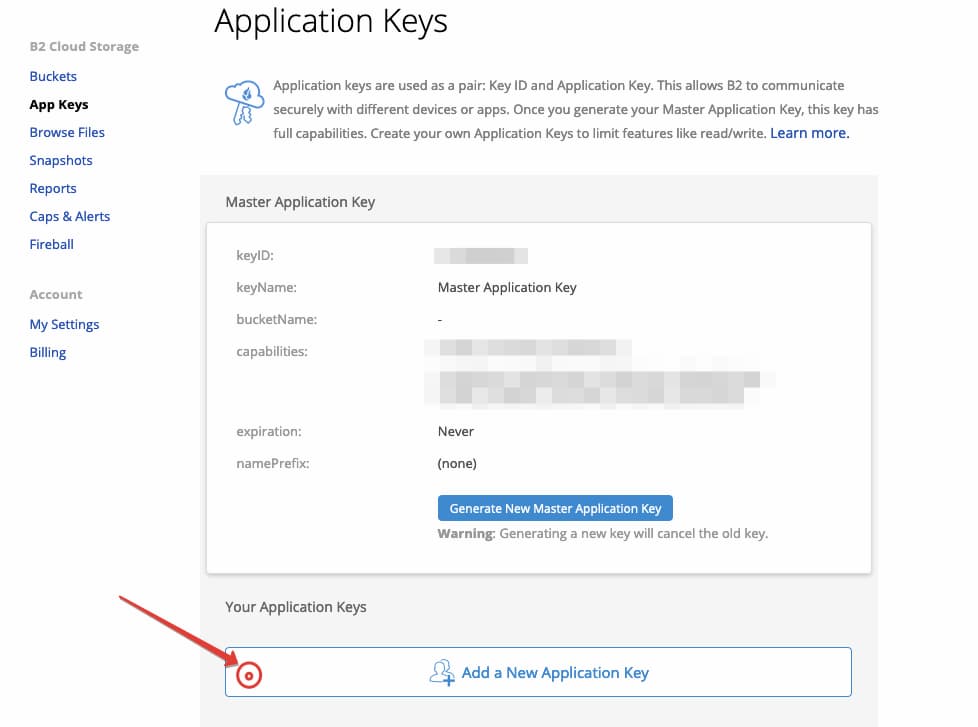 Application Keys
B2 Cloud Storage
Buckets
App Keys
Browse Files
Snapshots
Reports
Caps & Alerts
Fireball
Account
My Settings
Billing
Application keys are used as a pair: Key ID and Application Key. This allows B2 to communicate
securely with different devices or apps. Once you generate your Master Application Key, this key has
full capabilities. Create your own Application Keys to limit features like read/write. Learn more.
Master Application Key
keyID:
keyName: Master Application Key
bucketName: -
capabilities:
expiration: Never
namePrefix: (none)
Generate New Master Application Key
Warning: Generating a new key will cancel the old key.
Your Application Keys
Add a New Application Key